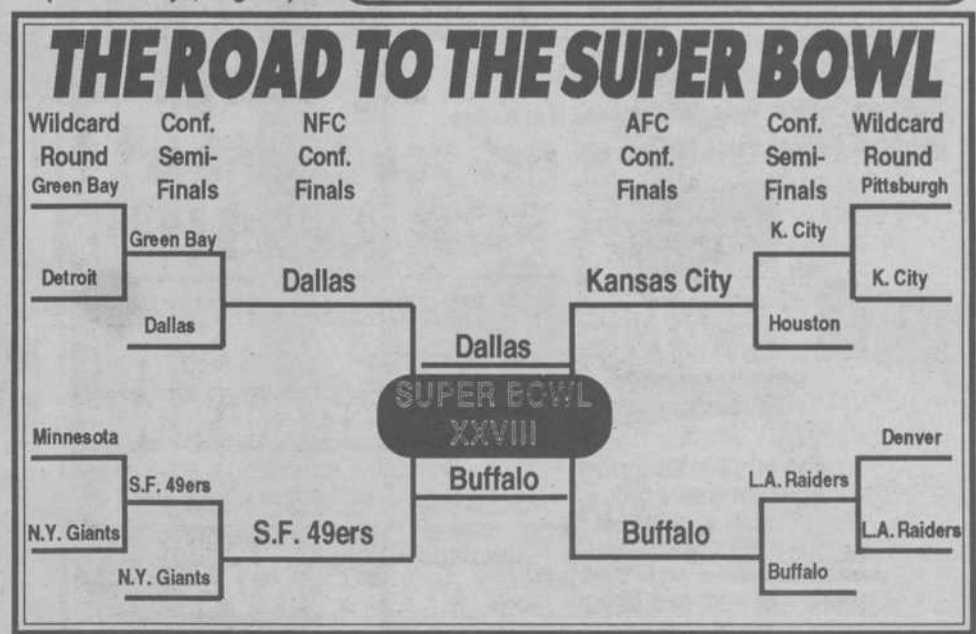 THE ROAD TO THE SUPER BOWL
Wildcard
Round
Conf.
Semi-
Finals
NFC
Conf.
Finals
AFC
Conf.
Finals
Conf.
Semi-
Finals
Wildcard
Round
Green Bay
Detroit
Green Bay
Dallas
Dallas
Minnesota
N.Y. Giants
S.F. 49ers
N.Y. Giants
S.F. 49ers
Dallas
SUPER BOWL
XXVIII
Buffalo
Kansas City
K. City
Houston
Pittsburgh
K. City
Buffalo
L.A. Raiders
Buffalo
Denver
L.A. Raiders